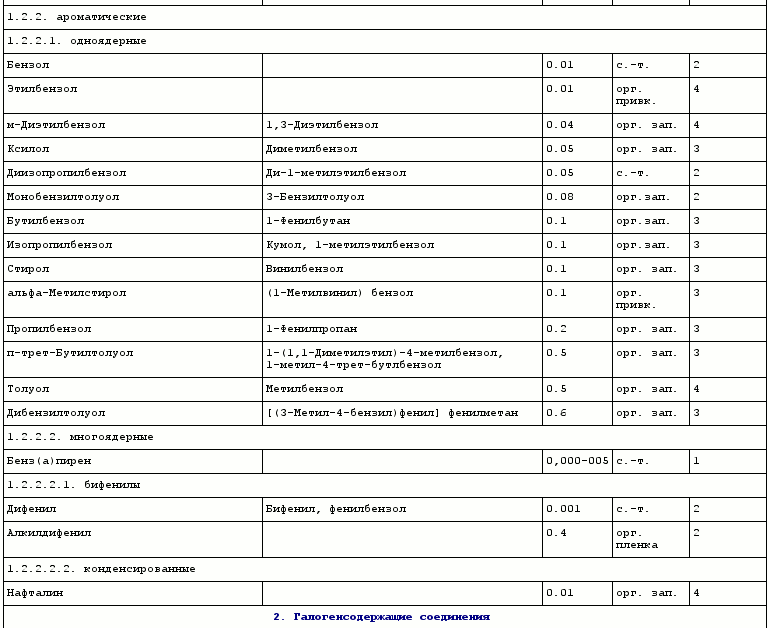 1.2.2. ароматические
1.2.2.1. одноядерные
Бензол 0.01 с.-т. 2
Этилбензол 0.01 орг. 4
привк.
м-Диэтилбензол 1,3-Диэтилбензол 0.04 орг. зап. 4
Ксилол Диметилбензол 0.05 орг. зап. 3
Диизопропилбензол Ди-1-метилэтилбензол 0.05 с.-т. 2
Монобензилтолуол 3-Бензилтолуол 0.08 орг.зап. 2
Бутилбензол 1-Фенилбутан 0.1 орг.зап. 3
Изопропилбензол Кумол, 1-метилэтилбензол 0.1 орг.зап. 3
Стирол Винилбензол 0.1 орг. зап. 3
альфа-Метилстирол (1-Метилвинил) бензол 0.1 орг. 3
привк.
Пропилбензол 1-Фенилпропан 0.2 орг. зап. 3
п-трет-Бутилтолуол 1-(1,1-Диметилэтил)-4-метилбензол, 0.5 орг. зап. 3
1-метил-4-трет-бутлбензол
Толуол Метилбензол 0.5 орг. зап. 4
Дибензилтолуол [(3-Метил-4-бензил)фенил] фенилметан 0.6 орг. зап. 3
1.2.2.2. многоядерные
Бенз(а)пирен 0,000-005 с.-т. 1
1.2.2.2.1. бифенилы
Дифенил Бифенил, фенилбензол 0.001 с.-т. 2
Алкилдифенил 0.4 орг. 2
пленка
1.2.2.2.2. конденсированные
Нафталин 0.01 орг. зап. 4
2. Галогенсодержащие соединения